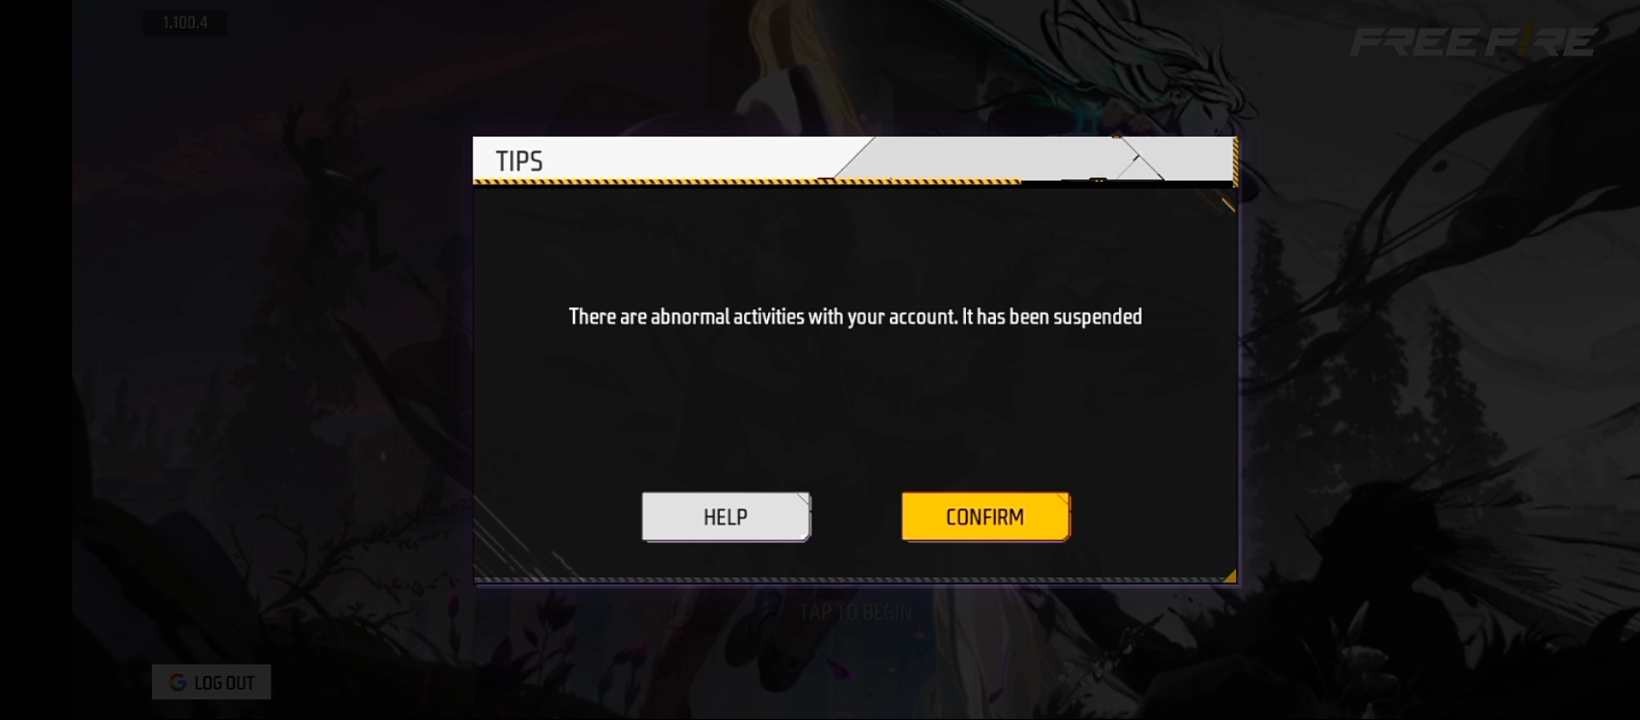 1.100.4
FREE FIRE
TIPS
There are abnormal activities with your account. It has been suspended
HELP
CONFIRM
TAP TO BEGIN
LOG OUT